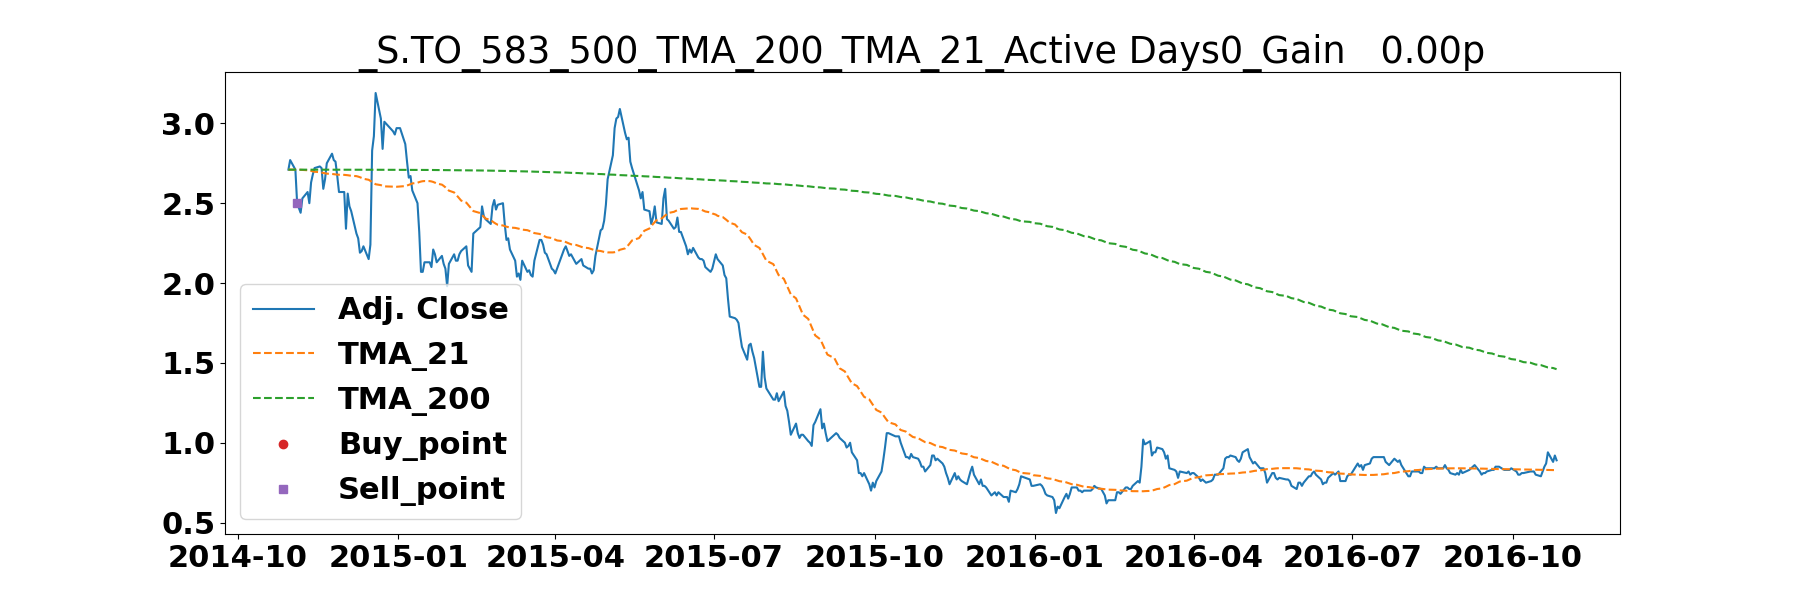 _S.TO_583_500_TMA_200_TMA_21_Active Days0_Gain   0.00p
3.0
2.5
2.0
1.5
1.0
0.5
Adj. Close
TMA_21
TMA_200
Buy_point
Sell_point
2014-10 2015-01 2015-04 2015-07 2015-10 2016-01 2016-04 2016-07 2016-10